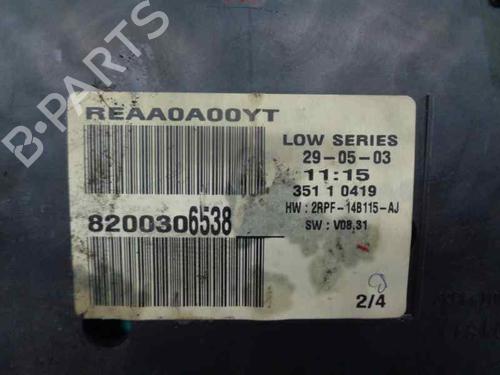 REAA0A00YT
LOW SERIES
29-05-03
11:15
351 1 0419
HW : 2RPF-14B115-AJ
SW : V08.31
8200306538
2/4
B-PARTS